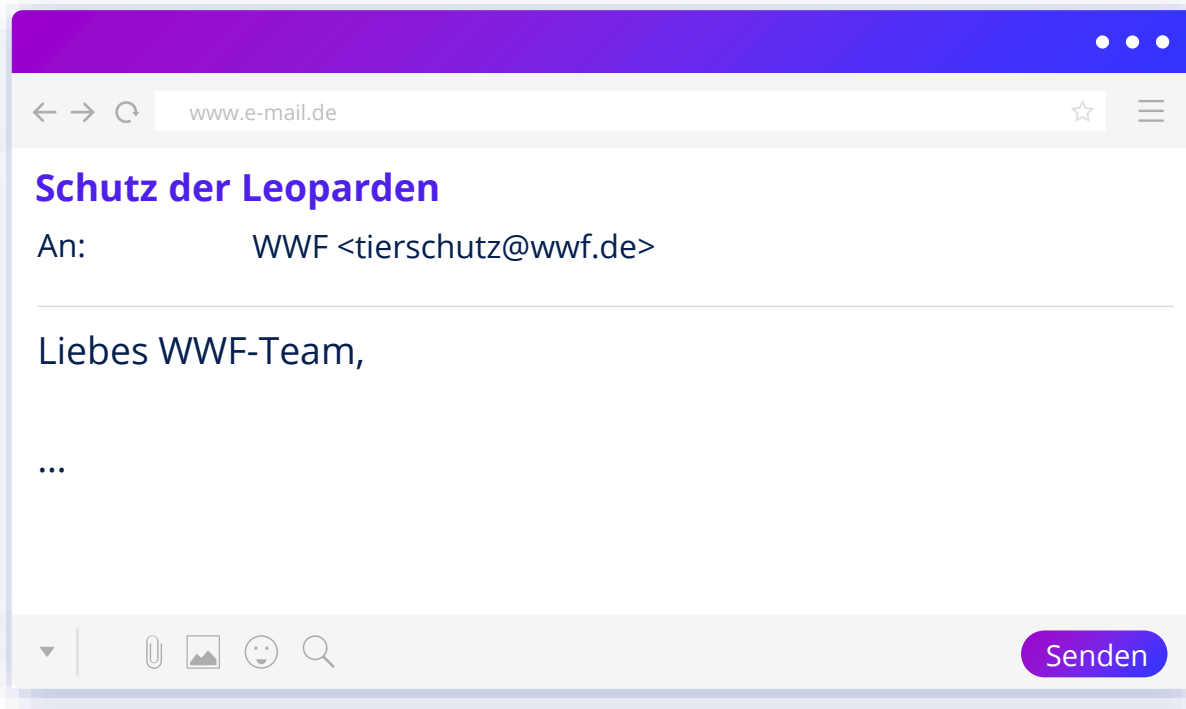 www.e-mail.de
Schutz der Leoparden
An: WWF <tierschutz@wwf.de>
Liebes WWF-Team,
...
Senden